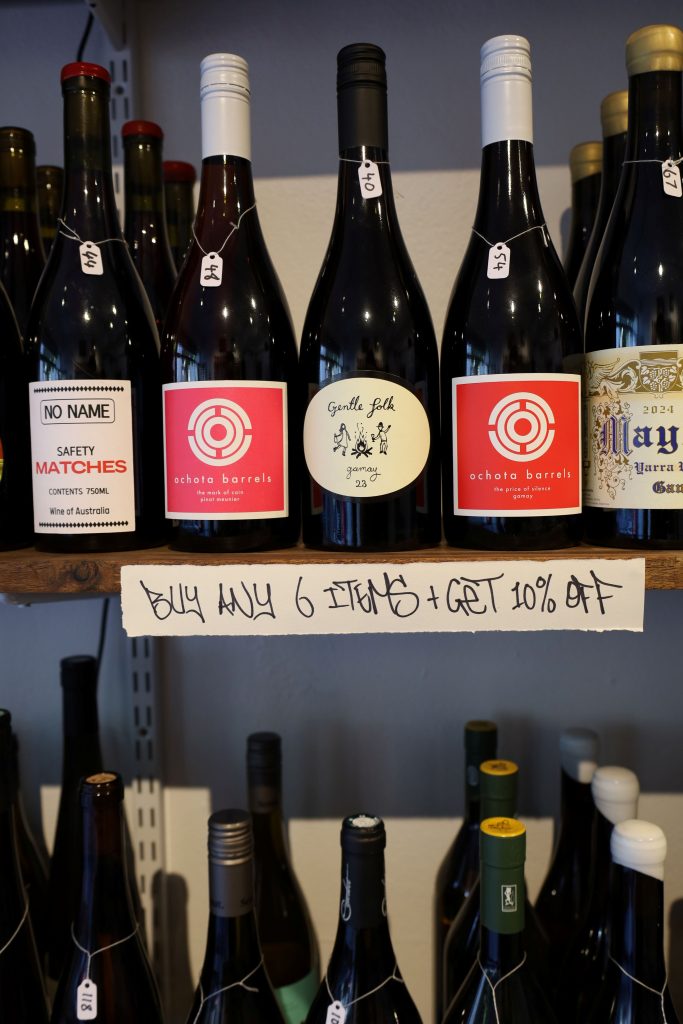 44
48
40
54
67
NO NAME
SAFETY
MATCHES
CONTENTS 750ML
Wine of Australia
ochota barrels
the mark of cain
pinot meunier
Gentle folk
gamay
23
ochota barrels
the price of silence
gamay
2024
May
Yarra
Gam
BUY ANY 6 ITEMS + GET 10% OFF
118